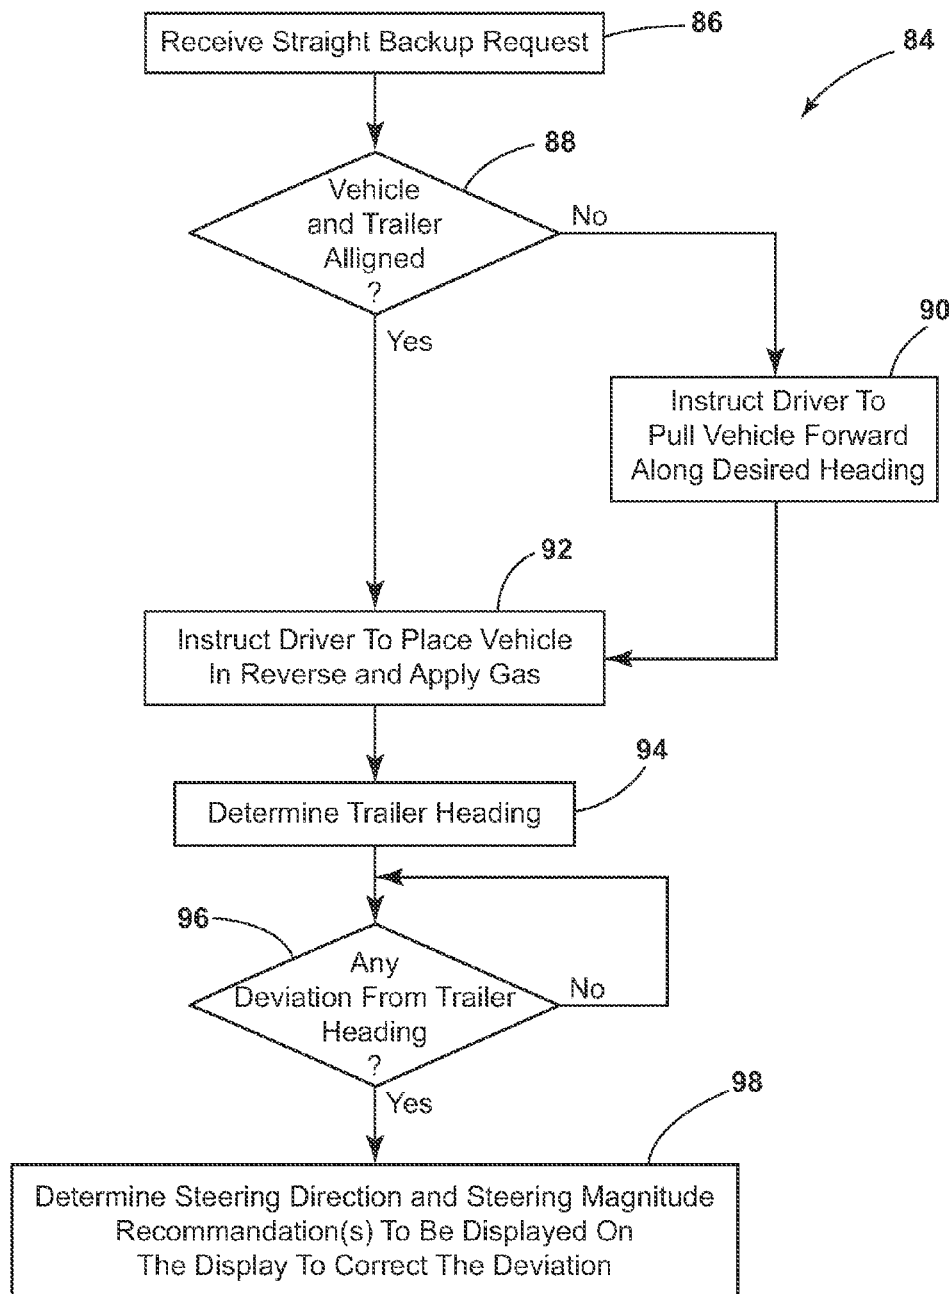 Receive Straight Backup Request
86
84
88
Vehicle
and Trailer
Alligned
?
No
Yes
90
Instruct Driver To
Pull Vehicle Forward
Along Desired Heading
92
Instruct Driver To Place Vehicle
In Reverse and Apply Gas
94
Determine Trailer Heading
96
Any
Deviation From Trailer
Heading
?
No
Yes
98
Determine Steering Direction and Steering Magnitude
Recommandation(s) To Be Displayed On
The Display To Correct The Deviation